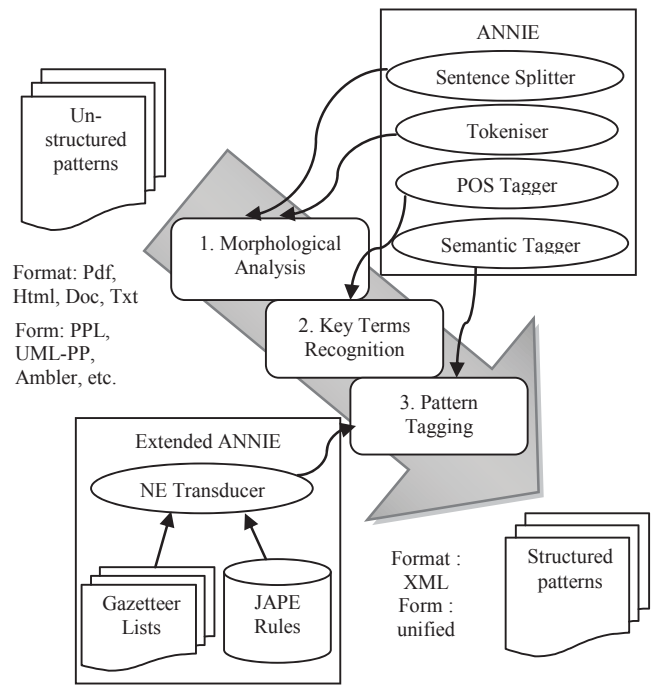 ANNIE
Sentence Splitter
Tokeniser
POS Tagger
Semantic Tagger
Un-
structured
patterns
1. Morphological
Analysis
Format: Pdf,
Html, Doc, Txt
Form: PPL,
UML-PP,
Ambler, etc.
2. Key Terms
Recognition
3. Pattern
Tagging
Extended ANNIE
NE Transducer
Gazetteer
Lists
JAPE
Rules
Format :
XML
Form :
unified
Structured
patterns